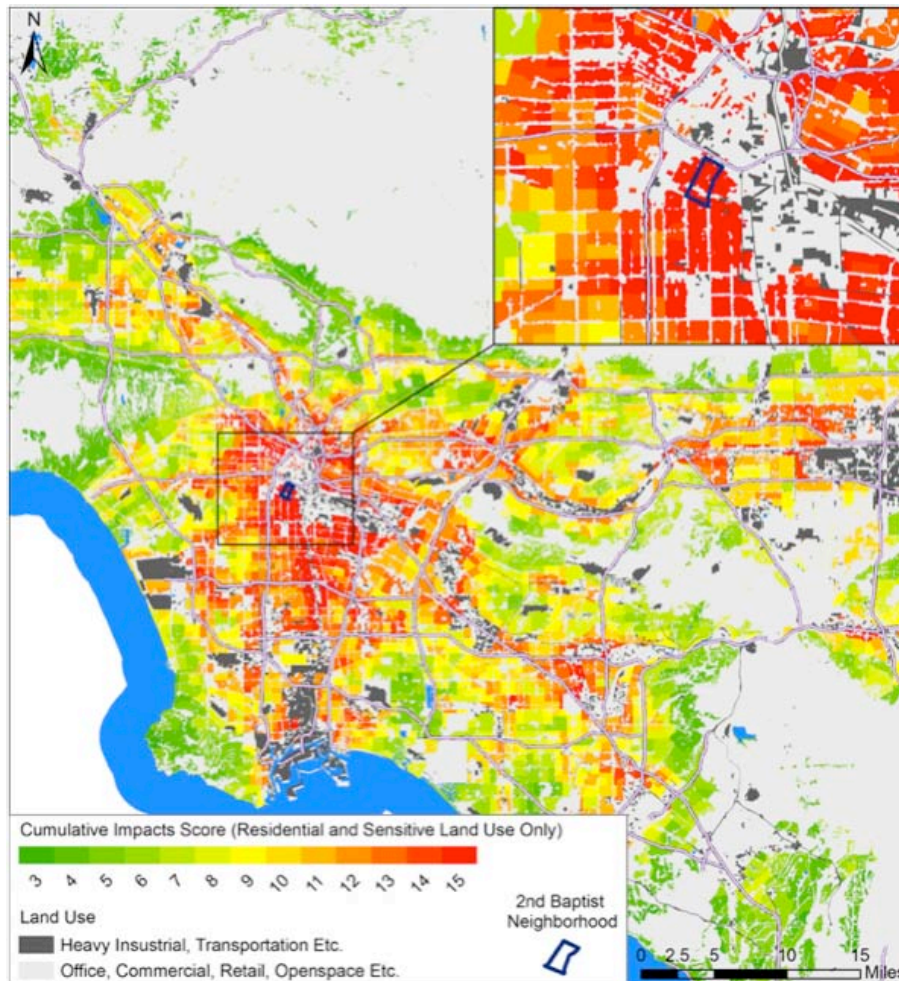 N
Cumulative Impacts Score (Residential and Sensitive Land Use Only)
3 4 5 6 7 8 9 10 11 12 13 14 15
Land Use
Heavy Insustrial, Transportation Etc.
Office, Commercial, Retail, Openspace Etc.
2nd Baptist
Neighborhood
0 2.5 5 10 15
Miles